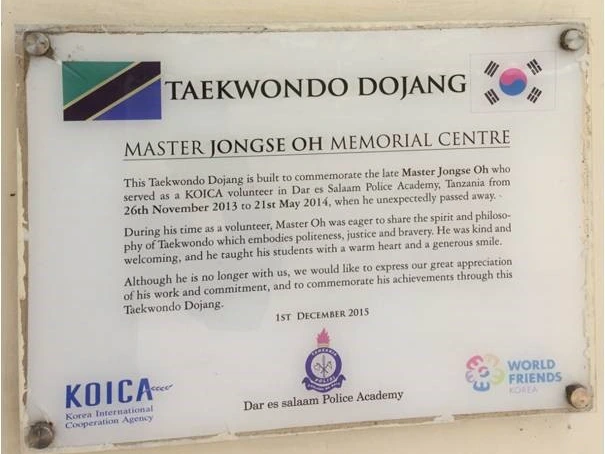 TAEKWONDO DOJANG
MASTER JONGSE OH MEMORIAL CENTRE
This Taekwondo Dojang is built to commemorate the late Master Jongse Oh who
served as a KOICA volunteer in Dar es Salaam Police Academy, Tanzania from
26th November 2013 to 21st May 2014, when he unexpectedly passed away.
During his time as a volunteer, Master Oh was eager to share the spirit and philoso-
phy of Taekwondo which embodies politeness, justice and bravery. He was kind and
welcoming, and he taught his students with a warm heart and a generous smile.
Although he is no longer with us, we would like to express our great appreciation
of his work and commitment, and to commemorate his achievements through this
Taekwondo Dojang.
1ST DECEMBER 2015
KOICA
Korea International
Cooperation Agency
TANZANIA
POLICE
Dar es salaam Police Academy
WORLD
FRIENDS
KOREA